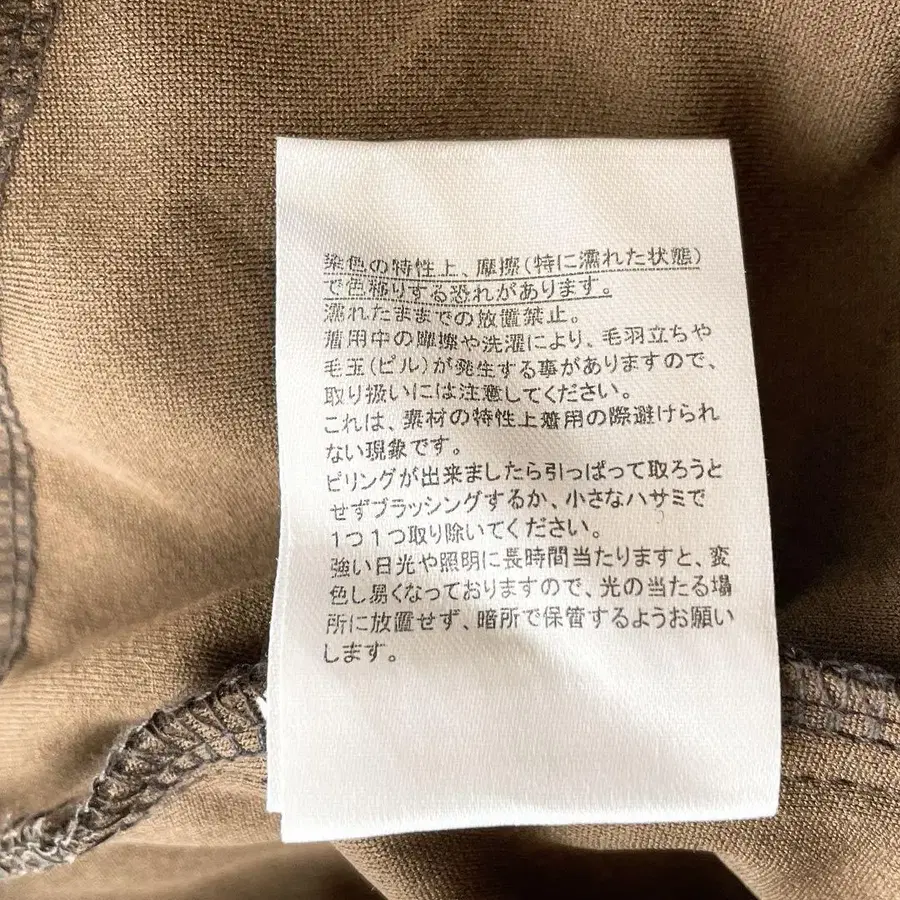 染色の特性上、摩擦(特に濡れた状態)
で色移りする恐れがあります。
濡れたままでの放置禁止。
着用中の摩擦や洗濯により、毛羽立ちや
毛玉(ピル)が発生する事がありますので、
取り扱いには注意してください。
これは、素材の特性上着用の際避けられ
ない現象です。
ピリングが出来ましたら引っぱって取ろうと
せずブラッシングするか、小さなハサミで
1つ1つ取り除いてください。
強い日光や照明に長時間当たりますと、変
色し易くなっておりますので、光の当たる場
所に放置せず、暗所で保管するようお願い
します。